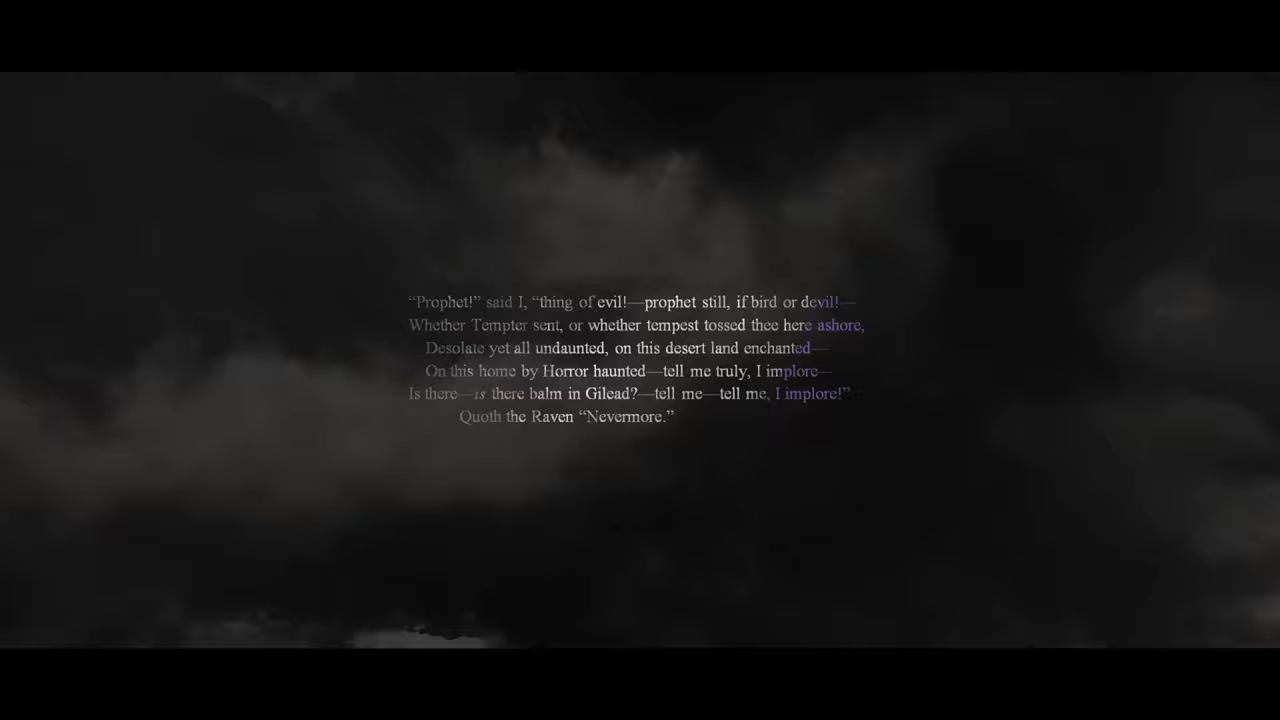 “Prophet!” said I, “thing of evil!—prophet still, if bird or devil!—
Whether Tempter sent, or whether tempest tossed thee here ashore,
Desolate yet all undaunted, on this desert land enchanted—
On this home by Horror haunted—tell me truly, I implore—
Is there—is there balm in Gilead?—tell me—tell me, I implore!”
Quoth the Raven “Nevermore.”